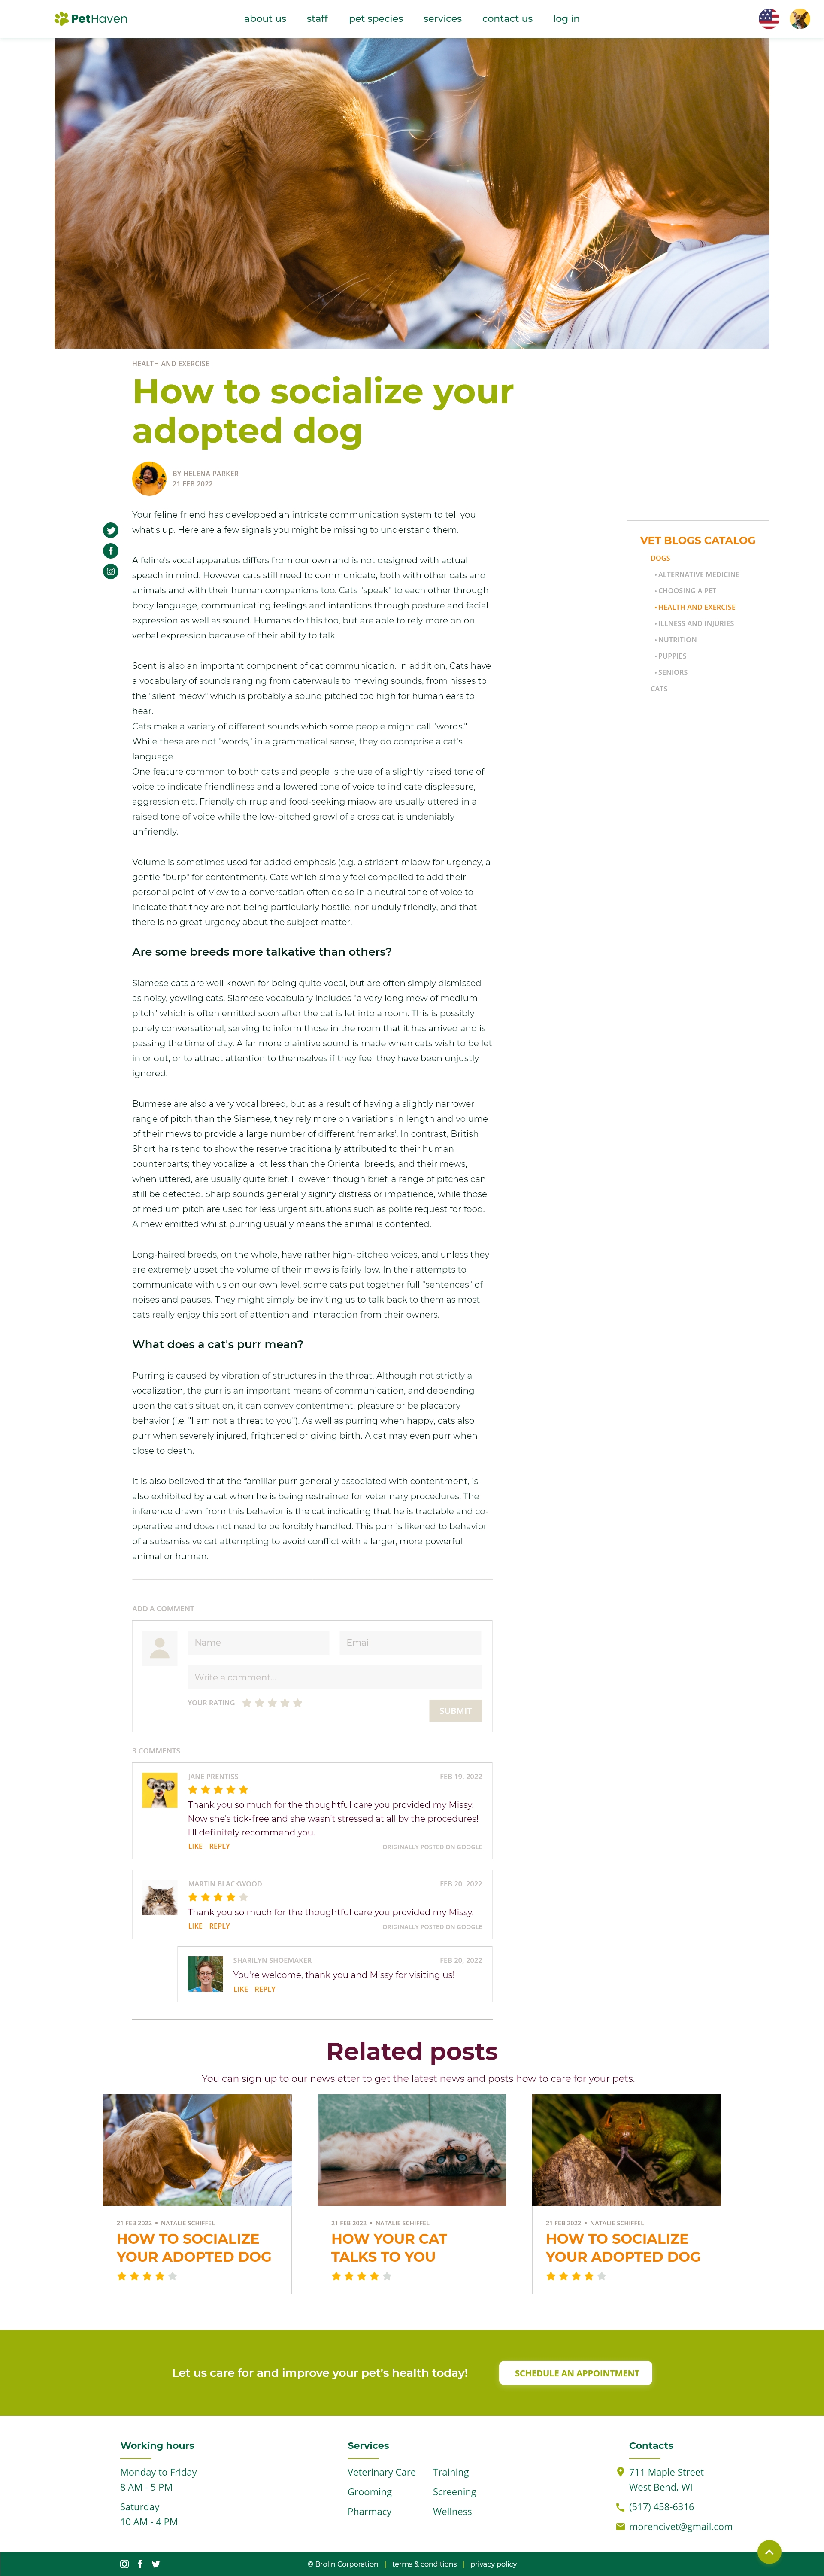 PetHaven
about us
staff
pet species
services
contact us
log in
HEALTH AND EXERCISE
How to socialize your
adopted dog
BY HELENA PARKER
21 FEB 2022
Your feline friend has developped an intricate communication system to tell you
what's up. Here are a few signals you might be missing to understand them.
A feline's vocal apparatus differs from our own and is not designed with actual
speech in mind. However cats still need to communicate, both with other cats and
animals and with their human companions too. Cats "speak" to each other through
body language, communicating feelings and intentions through posture and facial
expression as well as sound. Humans do this too, but are able to rely more on on
verbal expression because of their ability to talk.
Scent is also an important component of cat communication. In addition, Cats have
a vocabulary of sounds ranging from caterwauls to mewing sounds, from hisses to
the "silent meow" which is probably a sound pitched too high for human ears to
hear.
Cats make a variety of different sounds which some people might call "words."
While these are not "words," in a grammatical sense, they do comprise a cat's
language.
One feature common to both cats and people is the use of a slightly raised tone of
voice to indicate friendliness and a lowered tone of voice to indicate displeasure,
aggression etc. Friendly chirrup and food-seeking miaow are usually uttered in a
raised tone of voice while the low-pitched growl of a cross cat is undeniably
unfriendly.
Volume is sometimes used for added emphasis (e.g. a strident miaow for urgency, a
gentle "burp" for contentment). Cats which simply feel compelled to add their
personal point-of-view to a conversation often do so in a neutral tone of voice to
indicate that they are not being particularly hostile, nor unduly friendly, and that
there is no great urgency about the subject matter.
Are some breeds more talkative than others?
Siamese cats are well known for being quite vocal, but are often simply dismissed
as noisy, yowling cats. Siamese vocabulary includes "a very long mew of medium
pitch" which is often emitted soon after the cat is let into a room. This is possibly
purely conversational, serving to inform those in the room that it has arrived and is
passing the time of day. A far more plaintive sound is made when cats wish to be let
in or out, or to attract attention to themselves if they feel they have been unjustly
ignored.
Burmese are also a very vocal breed, but as a result of having a slightly narrower
range of pitch than the Siamese, they rely more on variations in length and volume
of their mews to provide a large number of different 'remarks'. In contrast, British
Short hairs tend to show the reserve traditionally attributed to their human
counterparts; they vocalize a lot less than the Oriental breeds, and their mews,
when uttered, are usually quite brief. However; though brief, a range of pitches can
still be detected. Sharp sounds generally signify distress or impatience, while those
of medium pitch are used for less urgent situations such as polite request for food.
A mew emitted whilst purring usually means the animal is contented.
Long-haired breeds, on the whole, have rather high-pitched voices, and unless they
are extremely upset the volume of their mews is fairly low. In their attempts to
communicate with us on our own level, some cats put together full "sentences" of
noises and pauses. They might simply be inviting us to talk back to them as most
cats really enjoy this sort of attention and interaction from their owners.
What does a cat's purr mean?
Purring is caused by vibration of structures in the throat. Although not strictly a
vocalization, the purr is an important means of communication, and depending
upon the cat's situation, it can convey contentment, pleasure or be placatory
behavior (i.e. "I am not a threat to you"). As well as purring when happy, cats also
purr when severely injured, frightened or giving birth. A cat may even purr when
close to death.
It is also believed that the familiar purr generally associated with contentment, is
also exhibited by a cat when he is being restrained for veterinary procedures. The
inference drawn from this behavior is the cat indicating that he is tractable and co-
operative and does not need to be forcibly handled. This purr is likened to behavior
of a subsmissive cat attempting to avoid conflict with a larger, more powerful
animal or human.
VET BLOGS CATALOG
DOGS
• ALTERNATIVE MEDICINE
• CHOOSING A PET
• HEALTH AND EXERCISE
• ILLNESS AND INJURIES
• NUTRITION
• PUPPIES
• SENIORS
CATS
ADD A COMMENT
Name
Email
Write a comment...
YOUR RATING
SUBMIT
3 COMMENTS
JANE PRENTISS
FEB 19, 2022
Thank you so much for the thoughtful care you provided my Missy.
Now she's tick-free and she wasn't stressed at all by the procedures!
I'll definitely recommend you.
LIKE REPLY
ORIGINALLY POSTED ON GOOGLE
MARTIN BLACKWOOD
FEB 20, 2022
Thank you so much for the thoughtful care you provided my Missy.
LIKE REPLY
ORIGINALLY POSTED ON GOOGLE
SHARILYN SHOEMAKER
FEB 20, 2022
You're welcome, thank you and Missy for visiting us!
LIKE REPLY
Related posts
You can sign up to our newsletter to get the latest news and posts how to care for your pets.
21 FEB 2022 • NATALIE SCHIFFEL
HOW TO SOCIALIZE
YOUR ADOPTED DOG
21 FEB 2022 • NATALIE SCHIFFEL
HOW YOUR CAT
TALKS TO YOU
21 FEB 2022 • NATALIE SCHIFFEL
HOW TO SOCIALIZE
YOUR ADOPTED DOG
Let us care for and improve your pet's health today!
SCHEDULE AN APPOINTMENT
Working hours
Monday to Friday
8 AM - 5 PM
Saturday
10 AM - 4 PM
Services
Veterinary Care
Grooming
Pharmacy
Training
Screening
Wellness
Contacts
711 Maple Street
West Bend, WI
(517) 458-6316
morencivet@gmail.com
© Brolin Corporation | terms & conditions | privacy policy